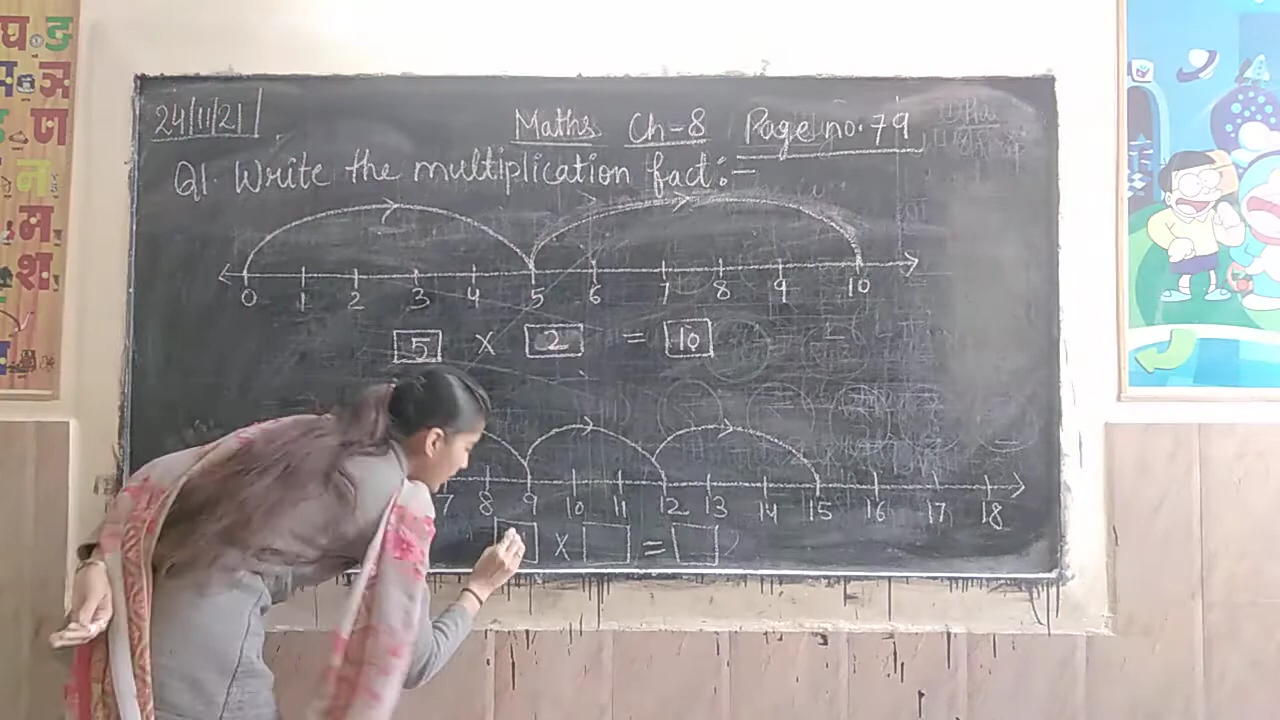 24/11/21
Maths Ch-8 Page no. 79
Q1. Write the multiplication fact :-
0 1 2 3 4 5 6 7 8 9 10
5 x 2 = 10
7 8 9 10 11 12 13 14 15 16 17 18
x =
घ ङ
ञ
ण
न
म
श